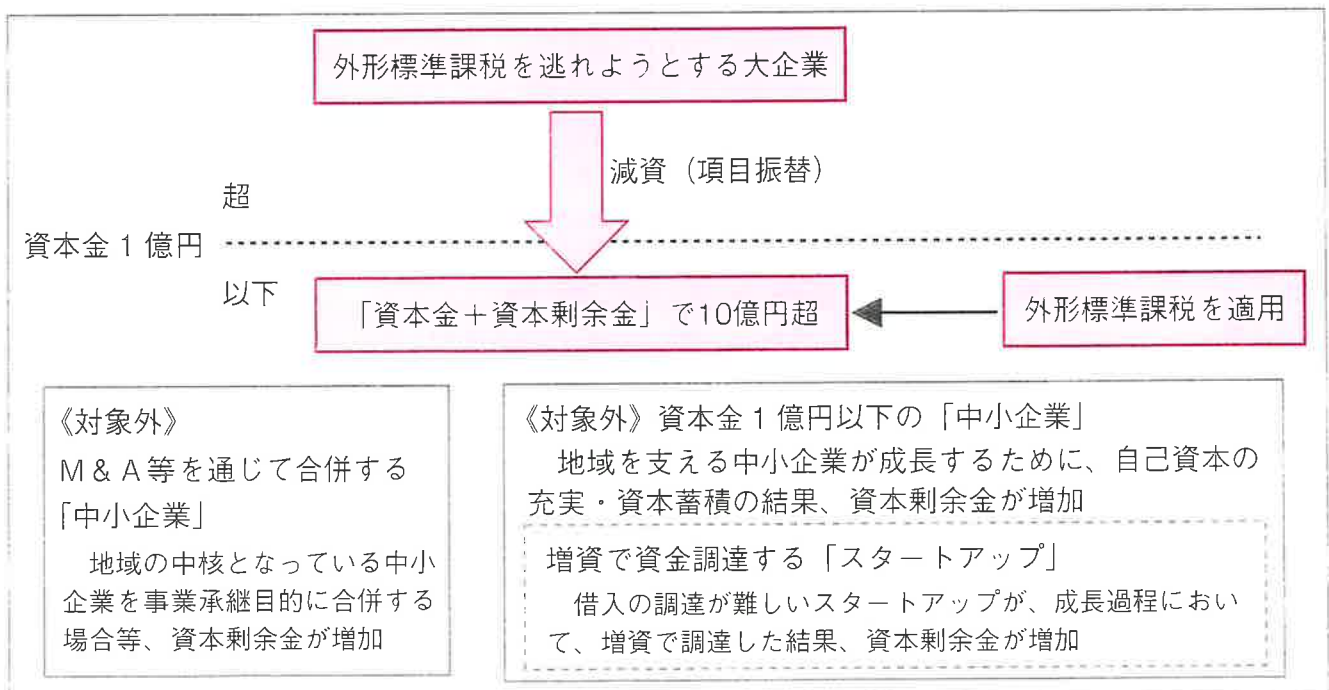 外形標準課税を逃れようとする大企業
減資（項目振替）
超
資本金１億円
以下
「資本金＋資本剰余金」で10億円超
外形標準課税を適用
《対象外》
Ｍ＆Ａ等を通じて合併する
「中小企業」
地域の中核となっている中小
企業を事業承継目的に合併する
場合等、資本剰余金が増加
《対象外》資本金１億円以下の「中小企業」
地域を支える中小企業が成長するために、自己資本の
充実・資本蓄積の結果、資本剰余金が増加
増資で資金調達する「スタートアップ」
借入の調達が難しいスタートアップが、成長過程におい
て、増資で調達した結果、資本剰余金が増加